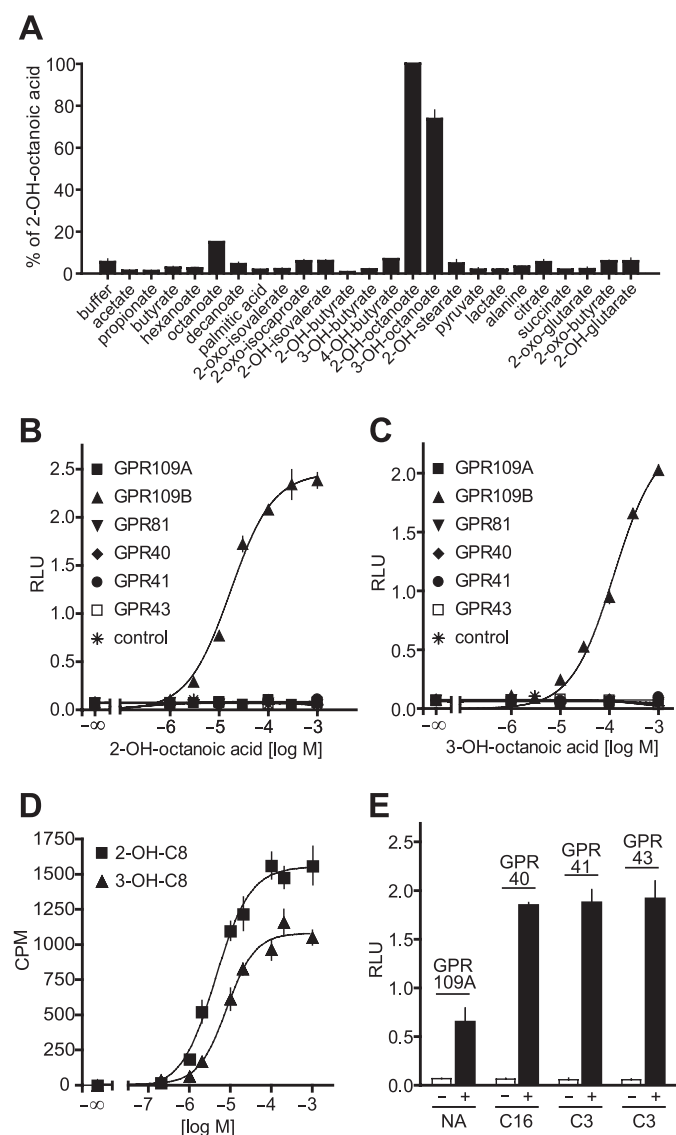 A
% of 2-OH-octanoic acid
100
80
60
40
20
0
buffer
acetate
propionate
butyrate
hexanoate
octanoate
decanoate
palmitic acid
2-oxo-isovalerate
2-oxo-isocaproate
2-OH-isovalerate
2-OH-butyrate
3-OH-butyrate
4-OH-butyrate
2-OH-octanoate
3-OH-octanoate
2-OH-stearate
pyruvate
lactate
alanine
citrate
succinate
2-oxo-glutarate
2-oxo-butyrate
2-OH-glutarate
B
RLU
2.5
2.0
1.5
1.0
0.5
0.0
GPR109A
GPR109B
GPR81
GPR40
GPR41
GPR43
control
−∞ −6 −5 −4 −3
2-OH-octanoic acid [log M]
C
RLU
2.0
1.5
1.0
0.5
0.0
GPR109A
GPR109B
GPR81
GPR40
GPR41
GPR43
control
−∞ −6 −5 −4 −3
3-OH-octanoic acid [log M]
D
CPM
1750
1500
1250
1000
750
500
250
0
2-OH-C8
3-OH-C8
−∞ −7 −6 −5 −4 −3
[log M]
E
RLU
2.5
2.0
1.5
1.0
0.5
0.0
GPR
109A
GPR
40
GPR
41
GPR
43
− + − + − + − +
NA C16 C3 C3